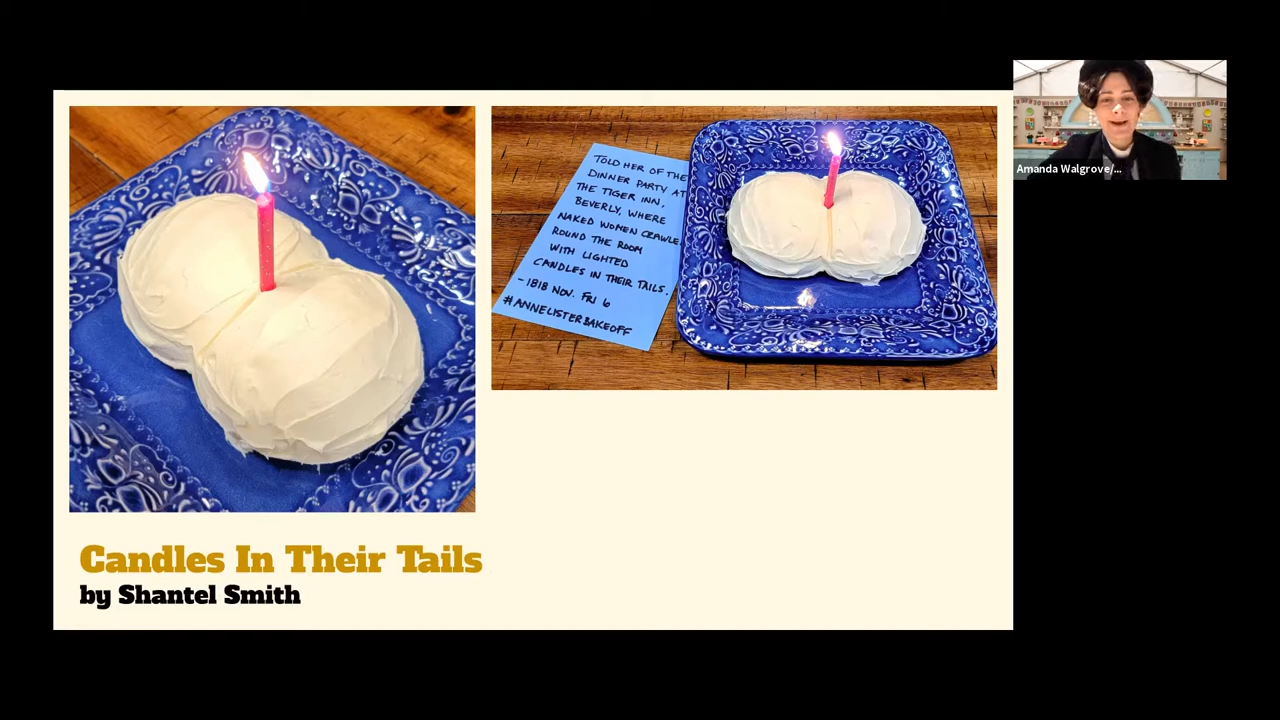 TOLD HER OF THE
DINNER PARTY AT
THE TIGER INN,
BEVERLY, WHERE
NAKED WOMEN CRAWLE
ROUND THE ROOM
WITH LIGHTED
CANDLES IN THEIR TAILS.
-1818 NOV. FRI 6
#ANNELISTERBAKEOFF
Candles In Their Tails
by Shantel Smith
Amanda Walgrove/...